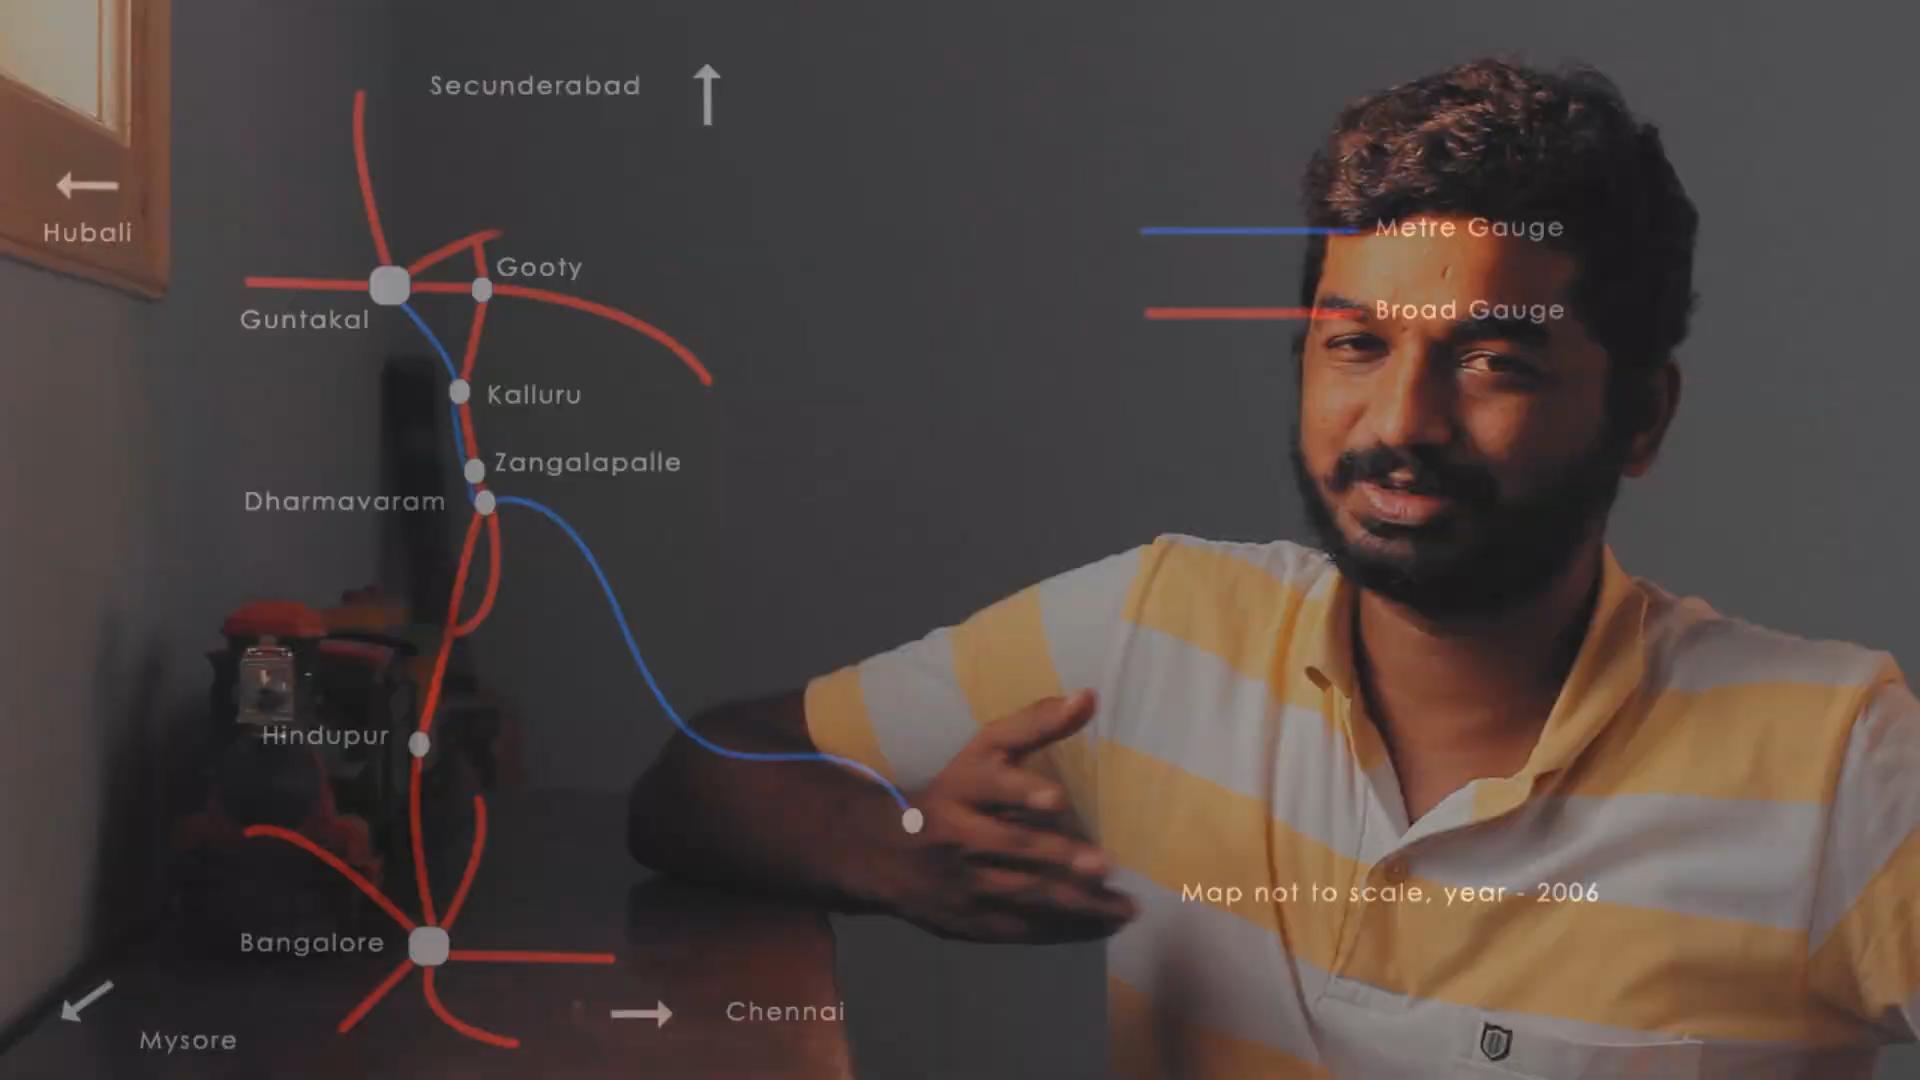 Secunderabad
Hubali
Metre Gauge
Gooty
Broad Gauge
Guntakal
Kalluru
Zangalapalle
Dharmavaram
Hindupur
Map not to scale, year - 2006
Bangalore
Chennai
Mysore